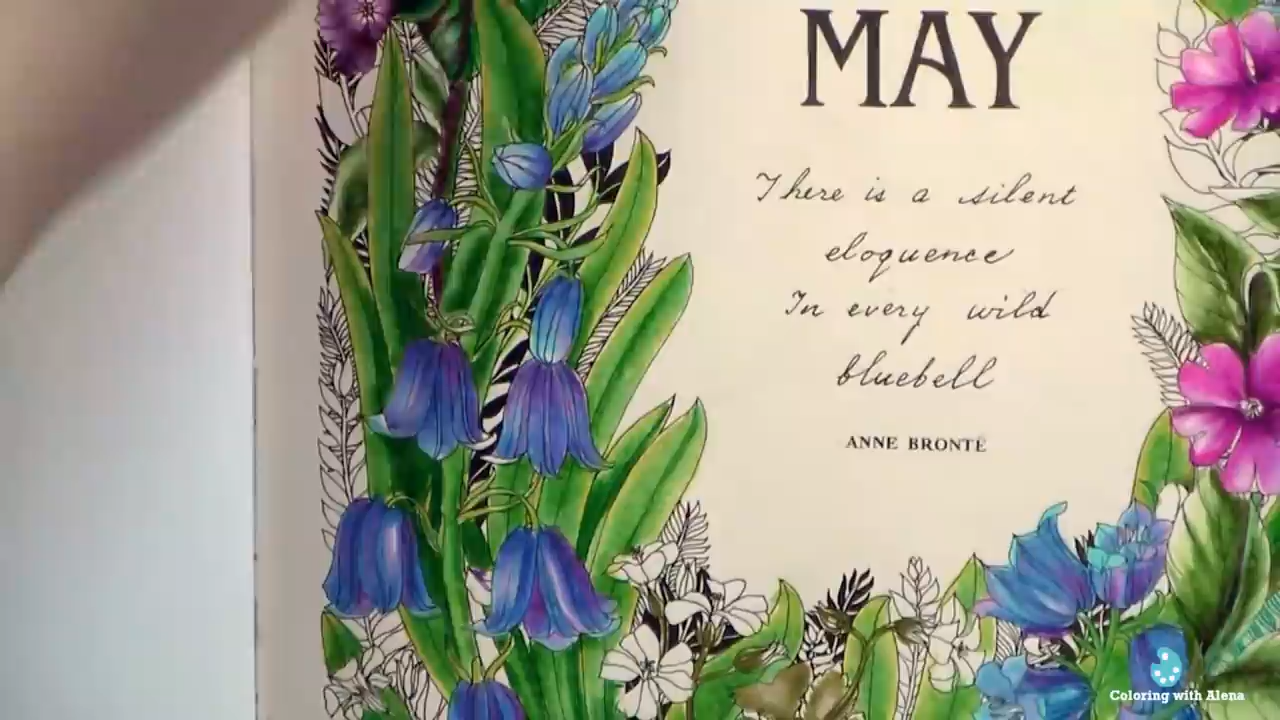 MAY
There is a silent
eloquence
In every wild
bluebell
ANNE BRONTË
Coloring with Alena